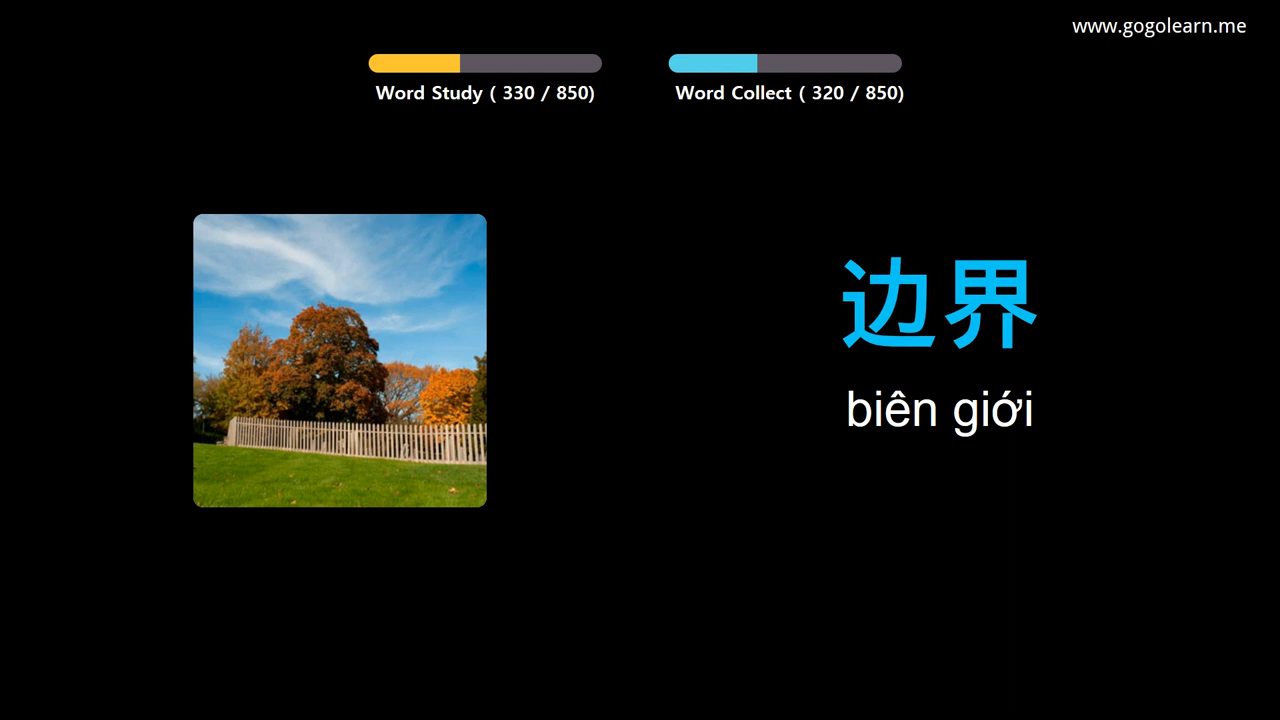 www.gogolearn.me
Word Study ( 330 / 850)
Word Collect ( 320 / 850)
边界
biên giới